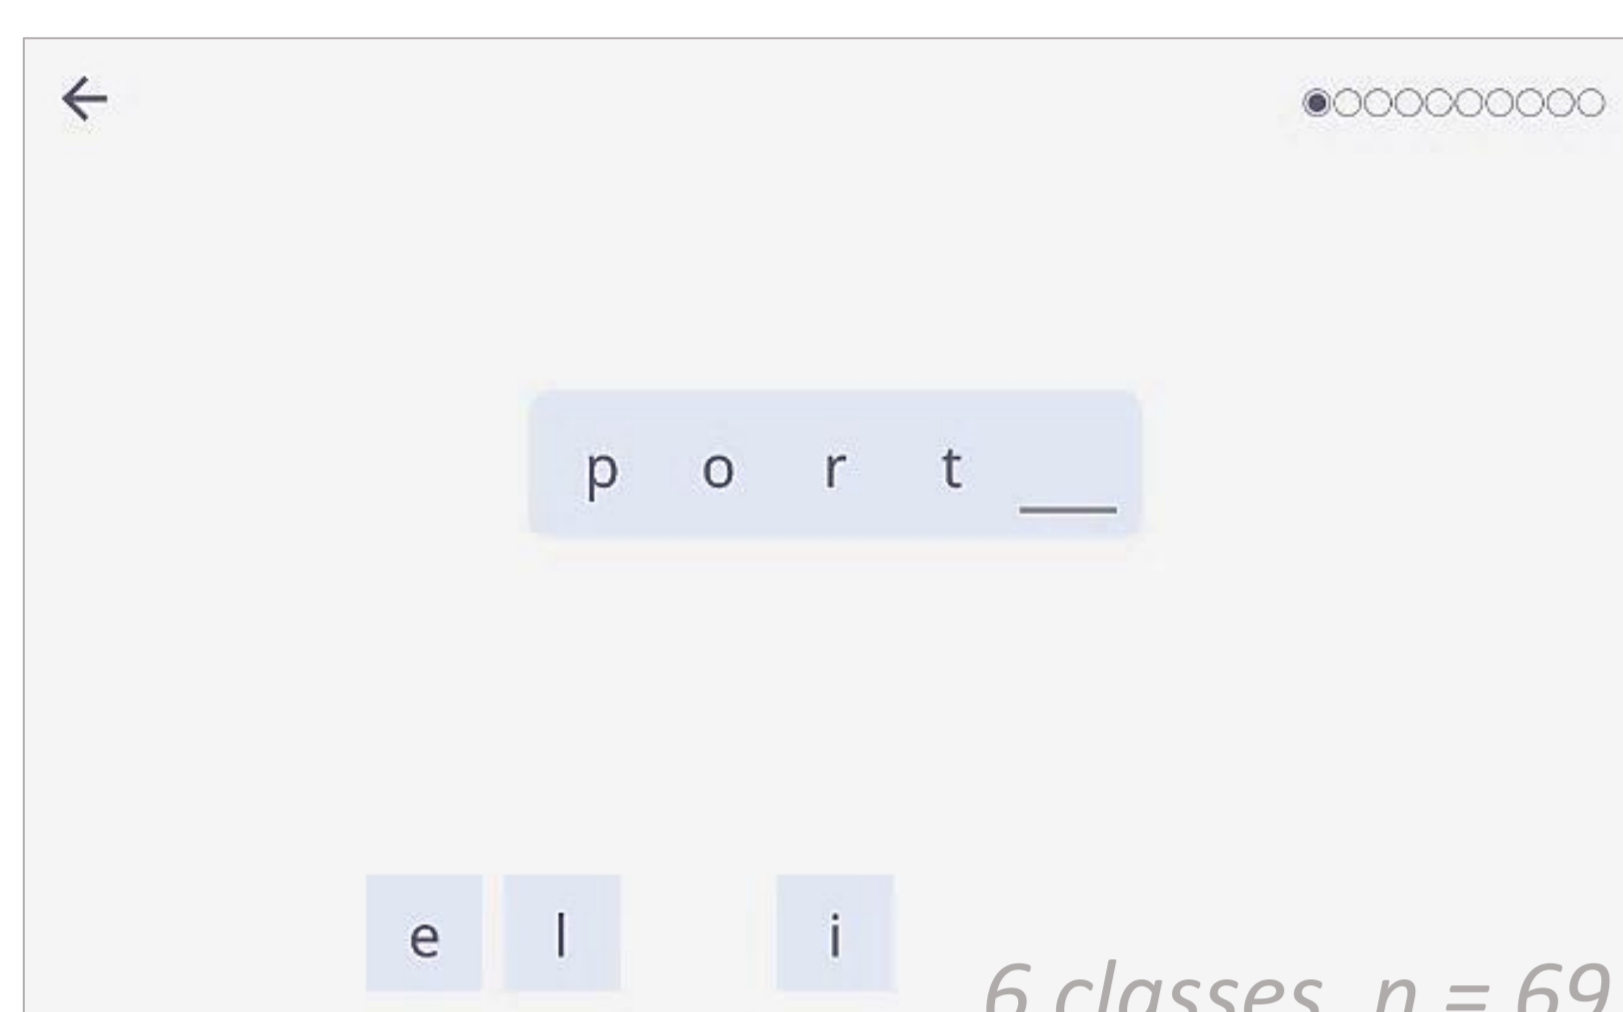 p o r t __
e l i
6 classes, n = 69